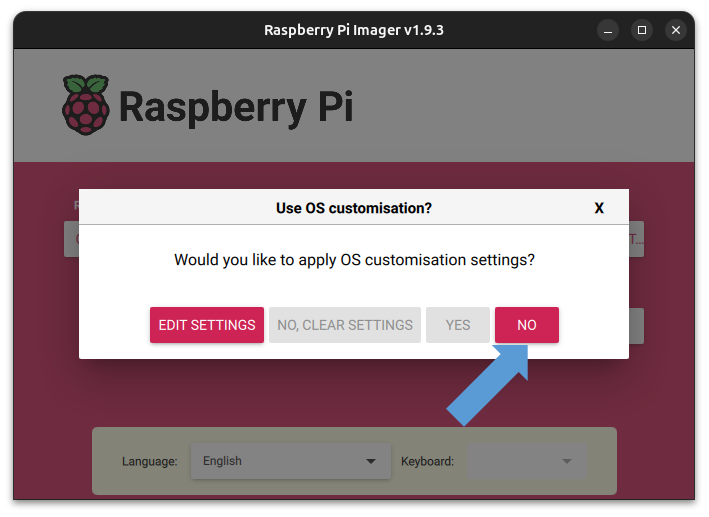 Raspberry Pi Imager v1.9.3
Raspberry Pi
Use OS customisation? X
Would you like to apply OS customisation settings?
EDIT SETTINGS NO, CLEAR SETTINGS YES NO
Language: English Keyboard: